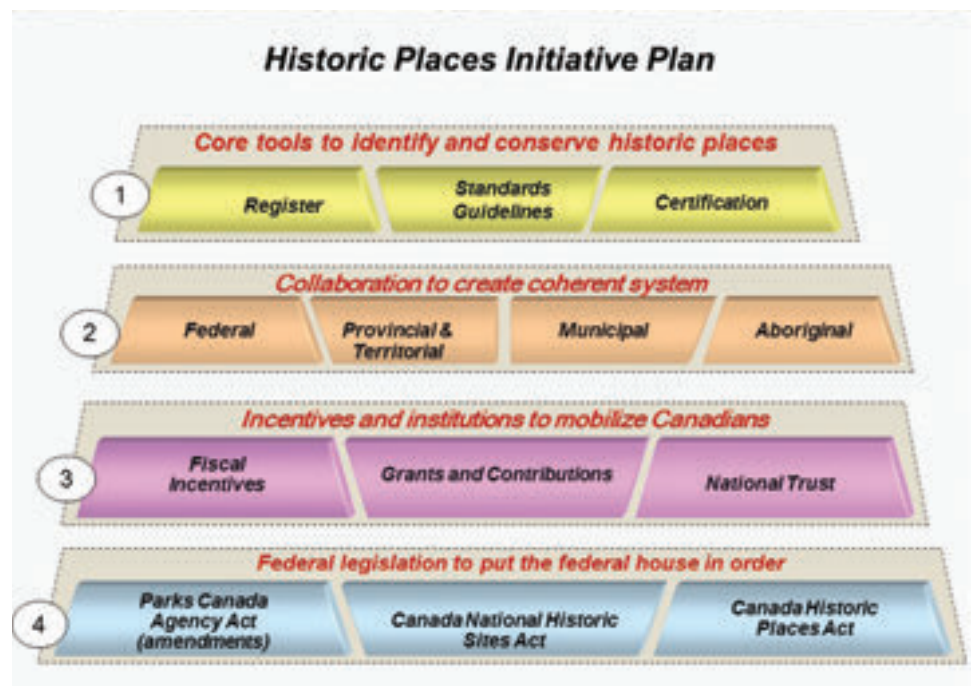 Historic Places Initiative Plan
Core tools to identify and conserve historic places
1
Register
Standards
Guidelines
Certification
Collaboration to create coherent system
2
Federal
Provincial &
Territorial
Municipal
Aboriginal
Incentives and institutions to mobilize Canadians
3
Fiscal
Incentives
Grants and Contributions
National Trust
Federal legislation to put the federal house in order
4
Parks Canada
Agency Act
(amendments)
Canada National Historic
Sites Act
Canada Historic
Places Act